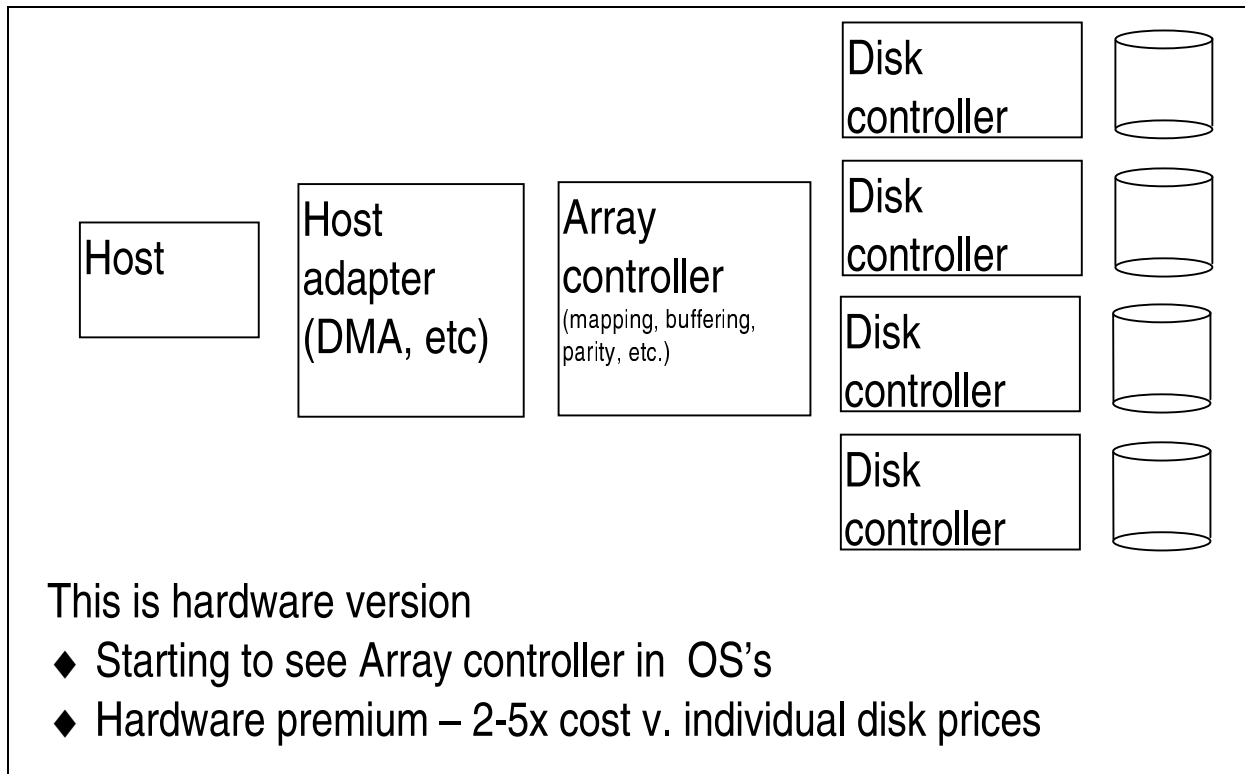 Host
Host
adapter
(DMA, etc)
Array
controller
(mapping, buffering,
parity, etc.)
Disk
controller
Disk
controller
Disk
controller
Disk
controller
This is hardware version
♦ Starting to see Array controller in OS's
♦ Hardware premium – 2-5x cost v. individual disk prices